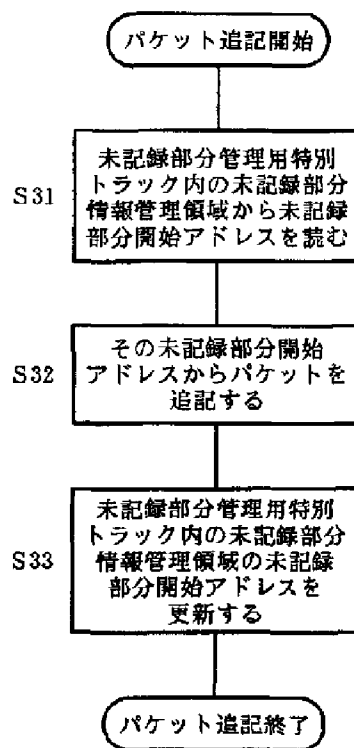 パケット追記開始
S31
未記録部分管理用特別
トラック内の未記録部分
情報管理領域から未記録
部分開始アドレスを読む
S32
その未記録部分開始
アドレスからパケットを
追記する
S33
未記録部分管理用特別
トラック内の未記録部分
情報管理領域の未記録
部分開始アドレスを
更新する
パケット追記終了